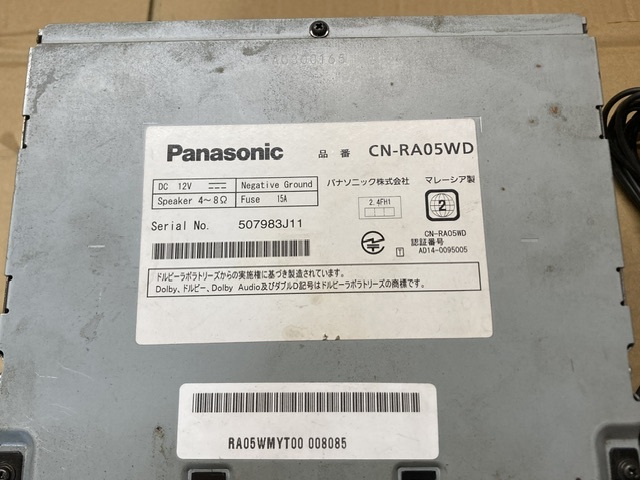 Panasonic 品番 CN-RA05WD
DC 12V Negative Ground
Speaker 4~8Ω Fuse 15A
パナソニック株式会社 マレーシア製
2.4FH1
2
Serial No. 507983J11
CN-RA05WD
認証番号
T AD14-0095005
ドルビーラボラトリーズからの実施権に基づき製造されています。
Dolby、ドルビー、Dolby Audio及びダブルD記号はドルビーラボラトリーズの商標です。
RA05WMYT00 008085